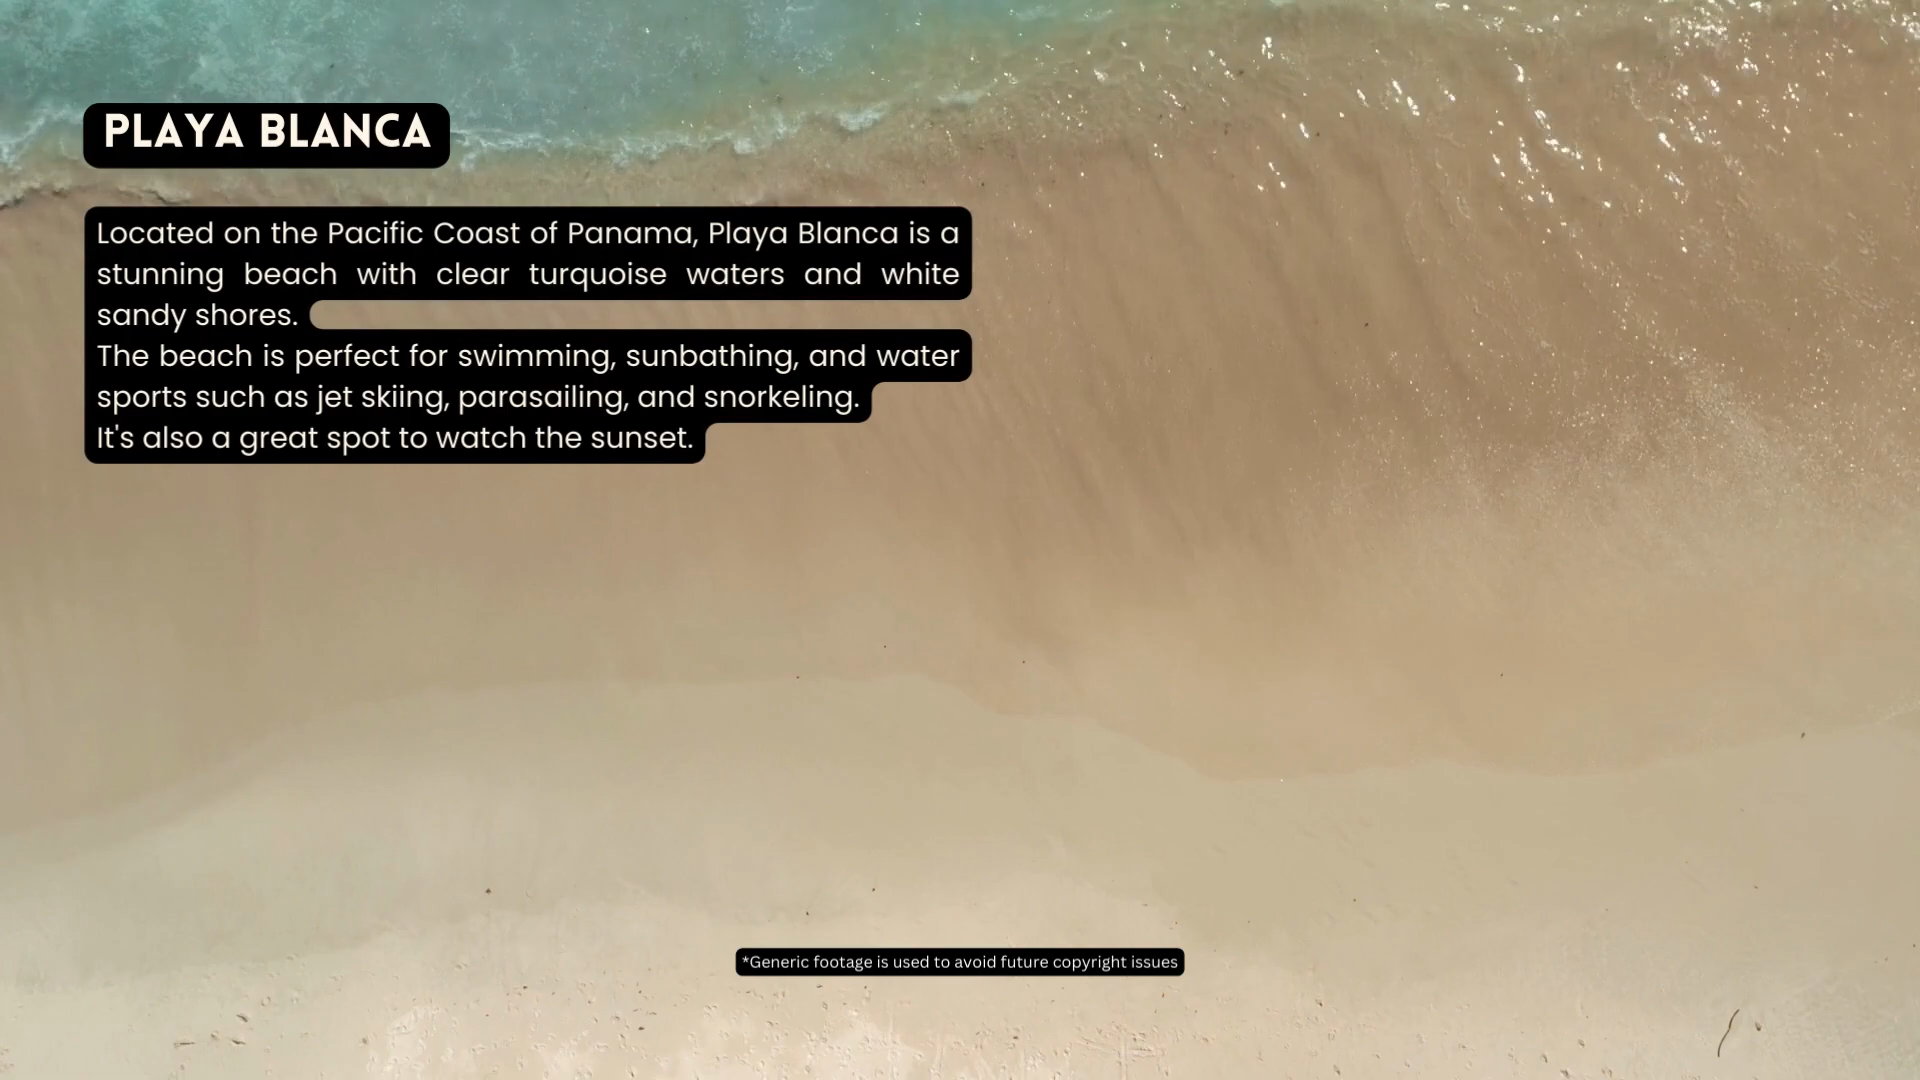 PLAYA BLANCA
Located on the Pacific Coast of Panama, Playa Blanca is a
stunning beach with clear turquoise waters and white
sandy shores.
The beach is perfect for swimming, sunbathing, and water
sports such as jet skiing, parasailing, and snorkeling.
It's also a great spot to watch the sunset.
*Generic footage is used to avoid future copyright issues